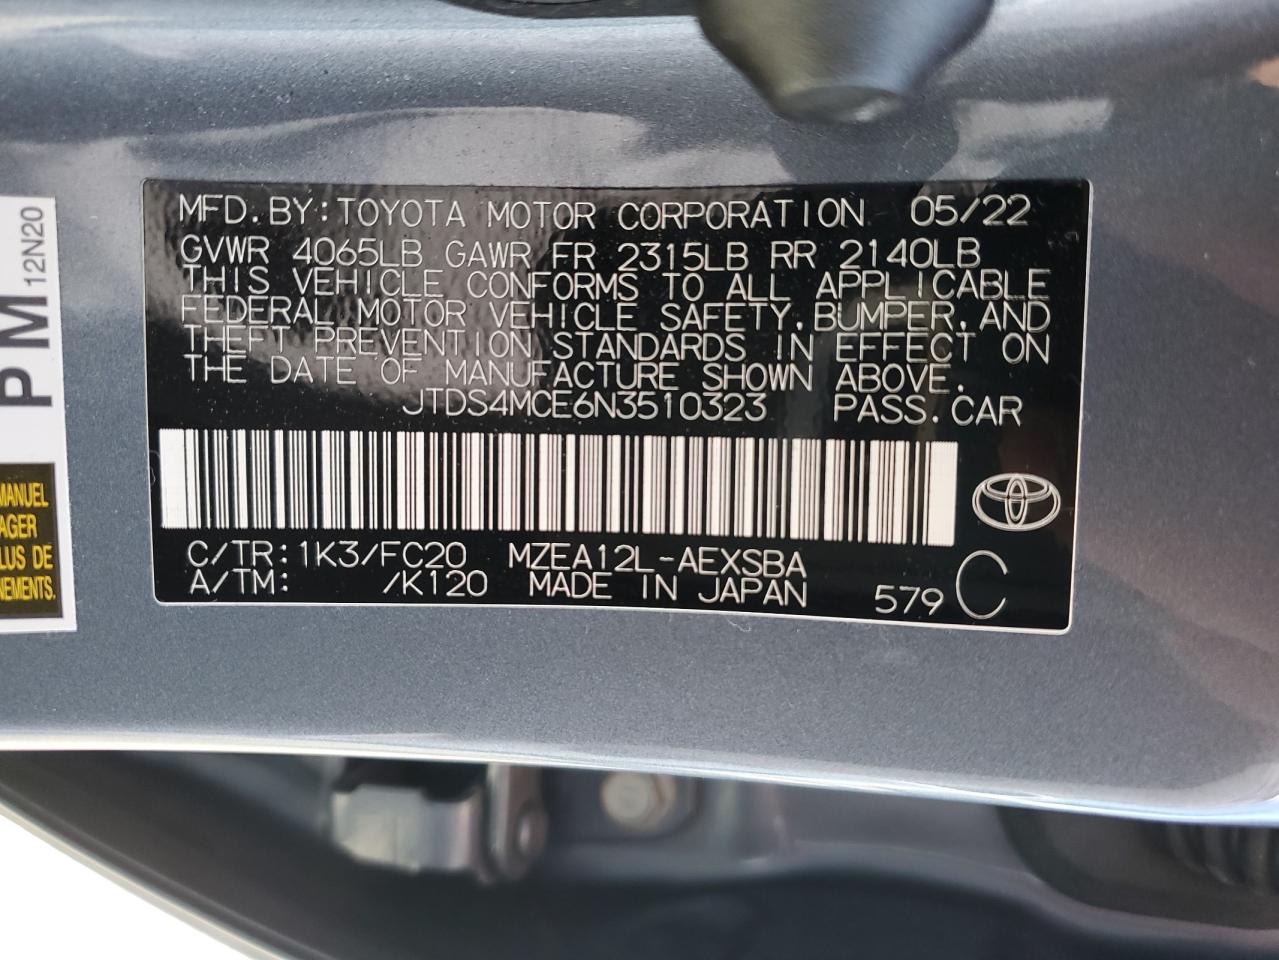 MFD. BY: TOYOTA MOTOR CORPORATION 05/22
GVWR 4065LB GAWR FR 2315LB RR 2140LB
THIS VEHICLE CONFORMS TO ALL APPLICABLE
FEDERAL MOTOR VEHICLE SAFETY, BUMPER, AND
THEFT PREVENTION STANDARDS IN EFFECT ON
THE DATE OF MANUFACTURE SHOWN ABOVE.
JTDS4MCE6N3510323 PASS. CAR
C/TR: 1K3/FC20 MZEA12L-AEXSBA
A/TM: /K120 MADE IN JAPAN 579 C
PM 12N20
MANUEL
LUS DE